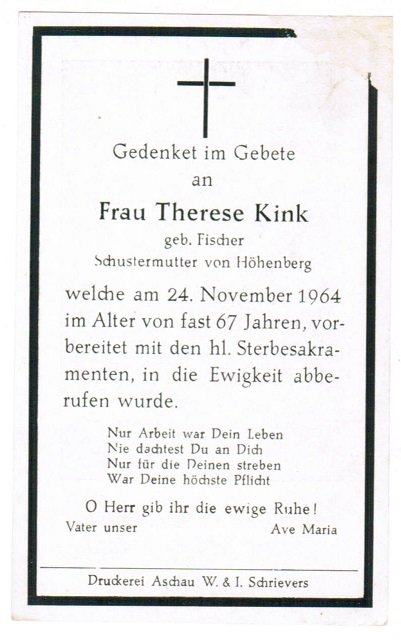 Gedenket im Gebete
an
Frau Therese Kink
geb. Fischer
Schustermutter von Höhenberg
welche am 24. November 1964
im Alter von fast 67 Jahren, vor-
bereitet mit den hl. Sterbesakra-
menten, in die Ewigkeit abbe-
rufen wurde.
Nur Arbeit war Dein Leben
Nie dachtest Du an Dich
Nur für die Deinen streben
War Deine höchste Pflicht
O Herr gib ihr die ewige Ruhe!
Vater unser Ave Maria
Druckerei Aschau W. & I. Schrievers